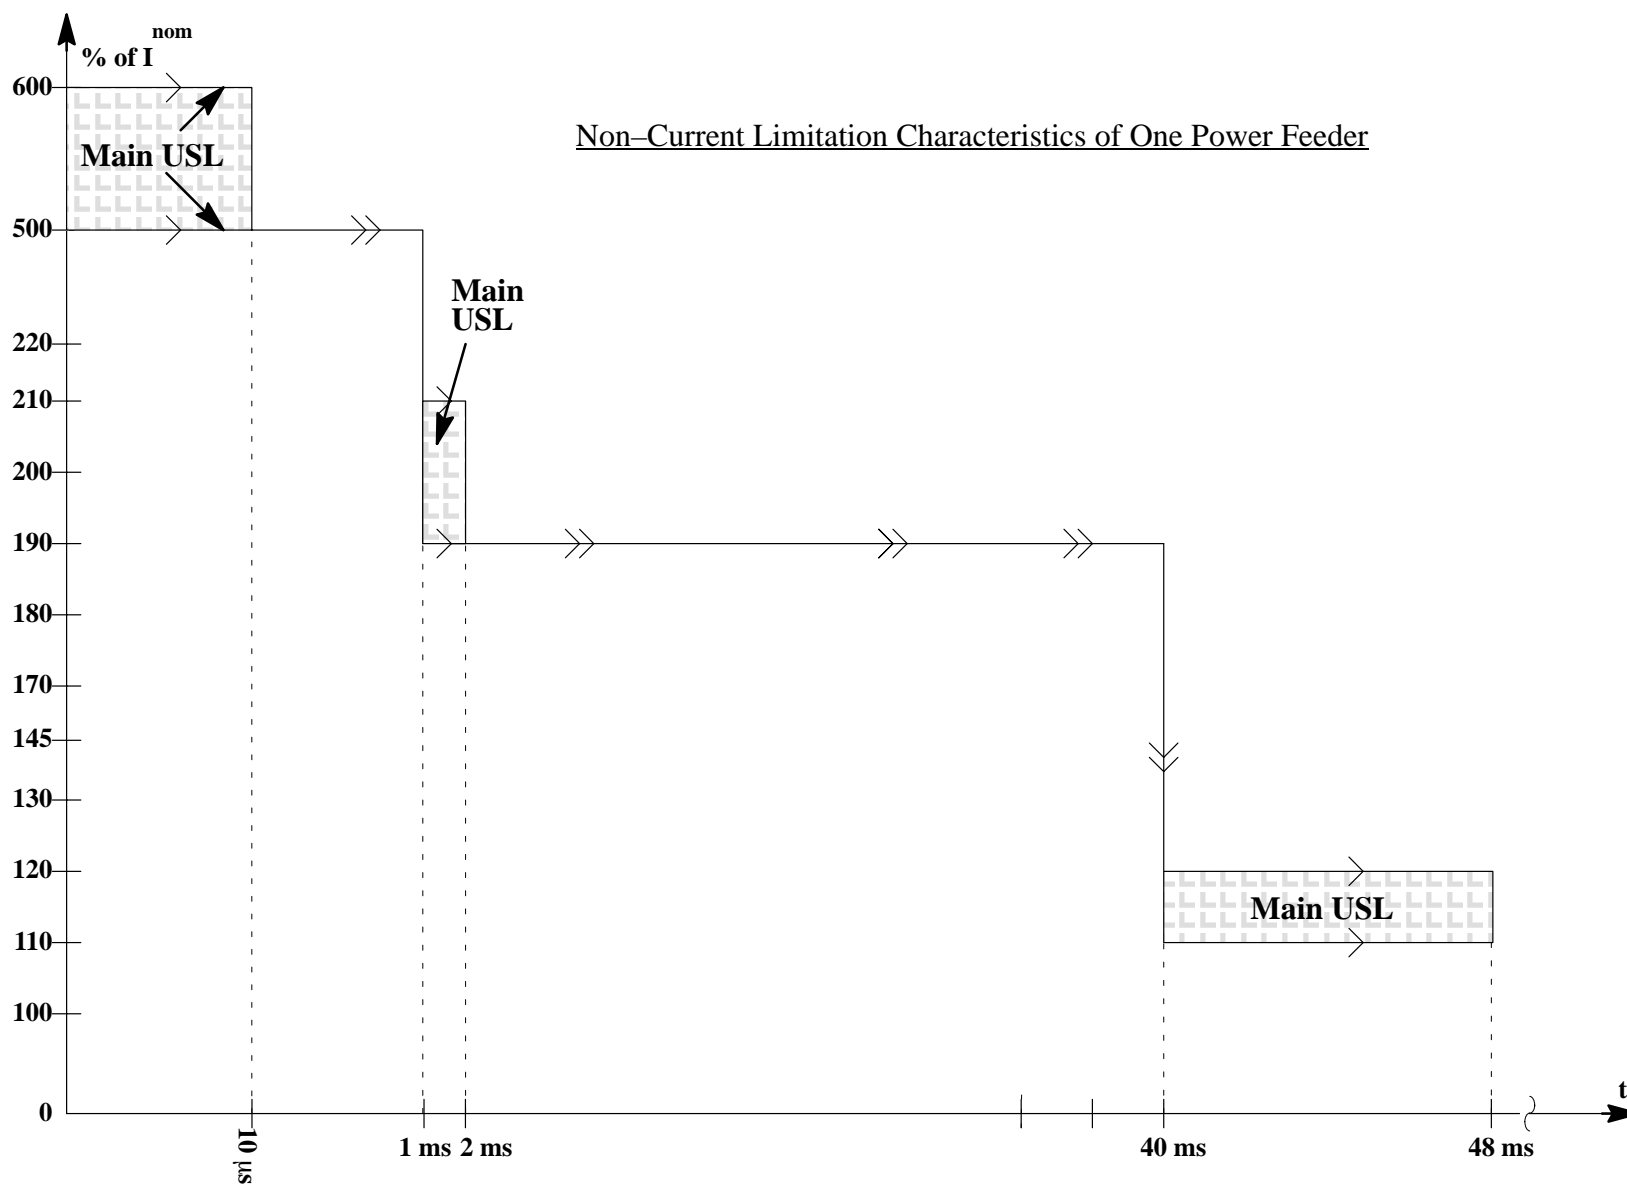 nom
% of I
600
Non–Current Limitation Characteristics of One Power Feeder
Main USL
500
Main
USL
220
210
200
190
180
170
145
130
120
Main USL
110
100
t
0
10 µs
1 ms 2 ms
40 ms
48 ms